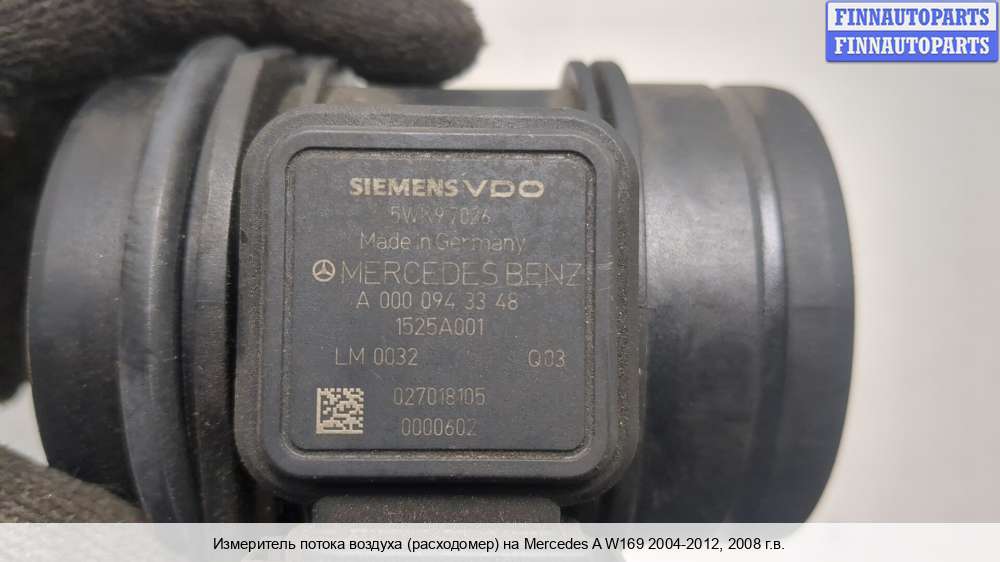 FINNAUTOPARTS
FINNAUTOPARTS
SIEMENS VDO
5WK97026
Made in Germany
MERCEDES BENZ
A 000 094 33 48
1525A001
LM 0032 Q03
027018105
0000602
Измеритель потока воздуха (расходомер) на Mercedes A W169 2004-2012, 2008 г.в.